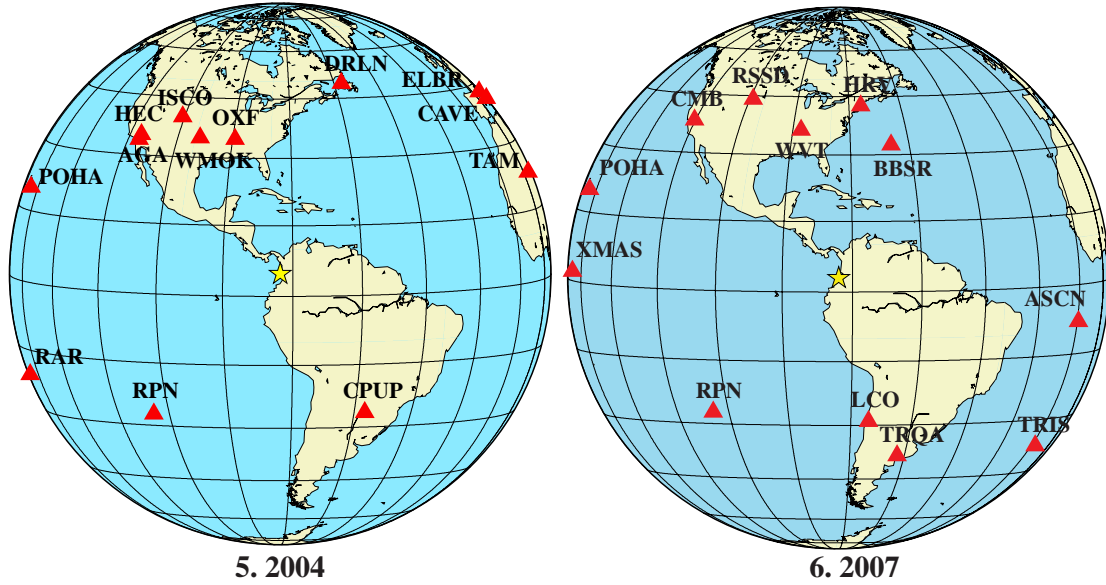 DRLN
ELBR
ISCO
CAVE
HEC
OXF
AGA
WMOK
TAM
POHA
RAR
RPN
CPUP
5. 2004
RSSD
HRV
CMB
WVT
BBSR
POHA
XMAS
ASCN
RPN
LCO
TRIS
TRQA
6. 2007